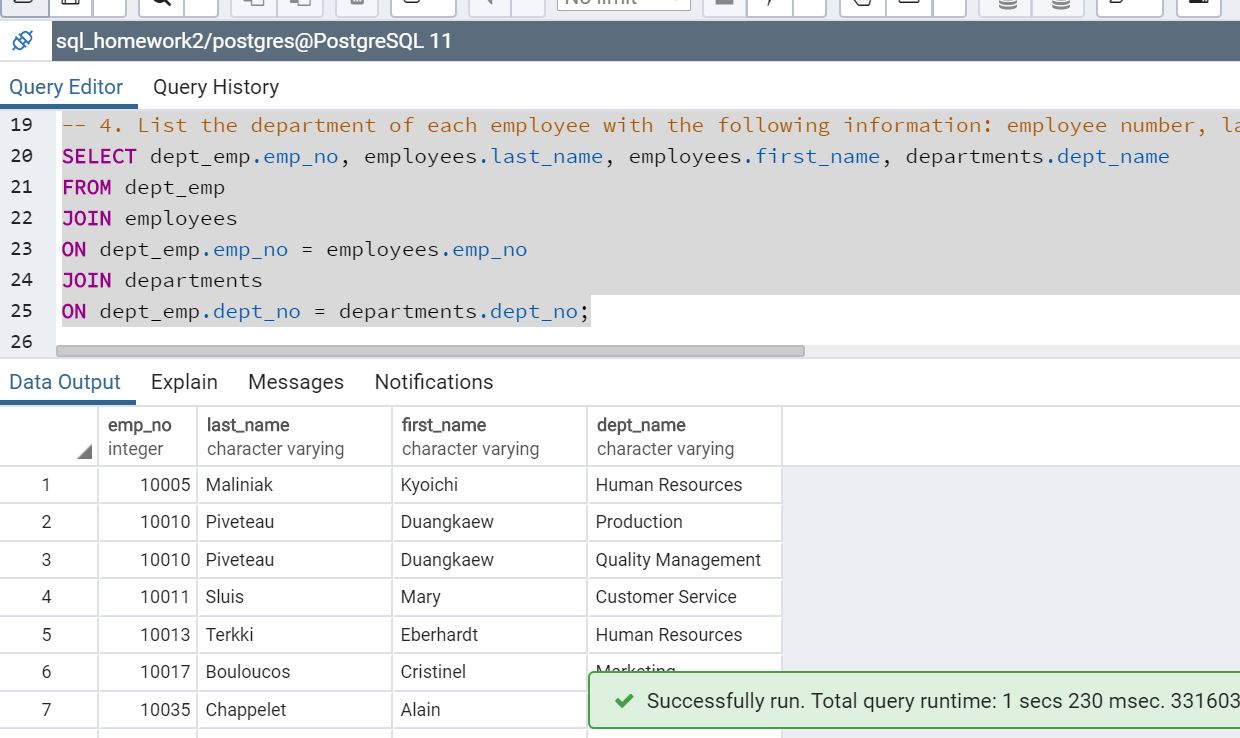 No limit
sql_homework2/postgres@PostgreSQL 11
Query Editor Query History
19 -- 4. List the department of each employee with the following information: employee number, la
20 SELECT dept_emp.emp_no, employees.last_name, employees.first_name, departments.dept_name
21 FROM dept_emp
22 JOIN employees
23 ON dept_emp.emp_no = employees.emp_no
24 JOIN departments
25 ON dept_emp.dept_no = departments.dept_no;
26
Data Output Explain Messages Notifications
emp_no last_name first_name dept_name
integer character varying character varying character varying
1 10005 Maliniak Kyoichi Human Resources
2 10010 Piveteau Duangkaew Production
3 10010 Piveteau Duangkaew Quality Management
4 10011 Sluis Mary Customer Service
5 10013 Terkki Eberhardt Human Resources
6 10017 Bouloucos Cristinel Marketing
7 10035 Chappelet Alain
Successfully run. Total query runtime: 1 secs 230 msec. 331603